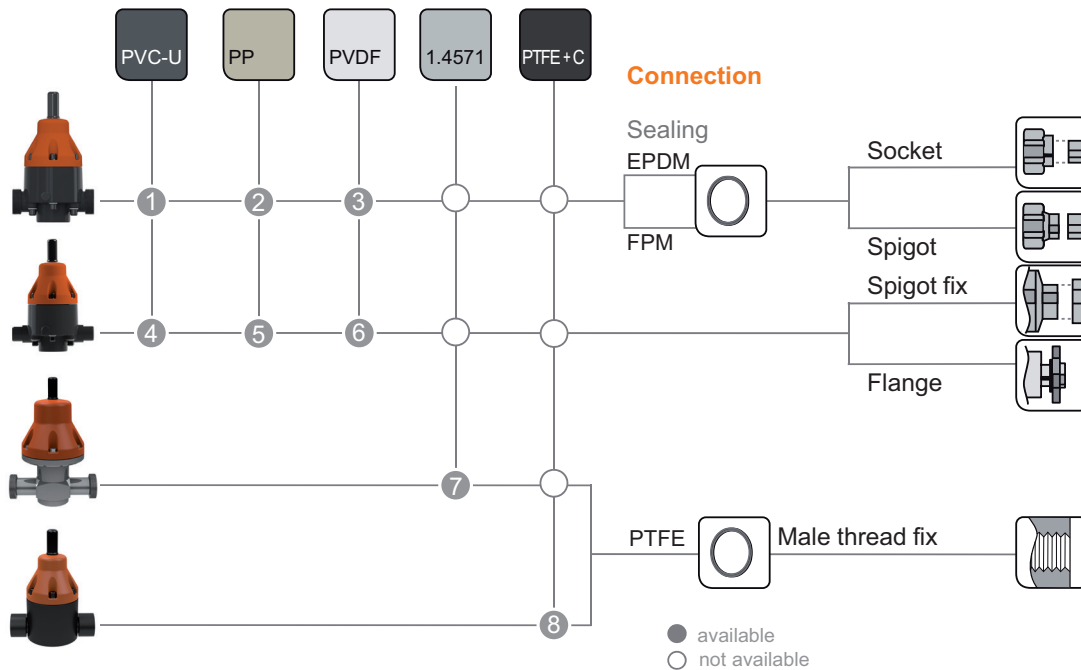 PVC-U
PP
PVDF
1.4571
PTFE+C
Connection
Sealing
EPDM
FPM
Socket
Spigot
Spigot fix
Flange
1
2
3
4
5
6
7
8
PTFE
Male thread fix
available
not available